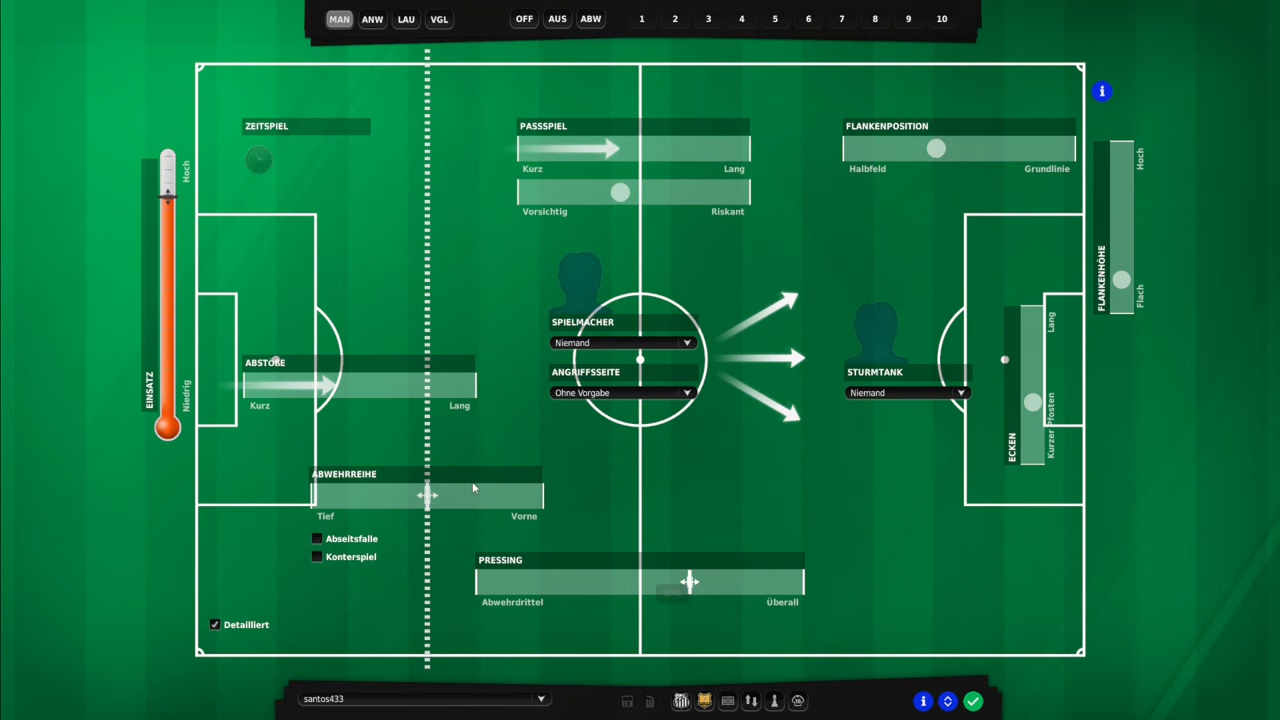 MAN ANW LAU VGL OFF AUS ABW 1 2 3 4 5 6 7 8 9 10
ZEITSPIEL
PASSSPIEL
Kurz Lang
Vorsichtig Riskant
FLANKENPOSITION
Halbfeld Grundlinie
Hoch
EINSATZ
Niedrig
Hoch
FLANKENHÖHE
Flach
SPIELMACHER
Niemand
ANGRIFFSSEITE
Ohne Vorgabe
STURMTANK
Niemand
Lang
ECKEN
Kurzer Pfosten
ABSTÖßE
Kurz Lang
ABWEHRREIHE
Tief Vorne
Abseitsfalle
Konterspiel
PRESSING
Abwehrdrittel Überall
Detailliert
santos433